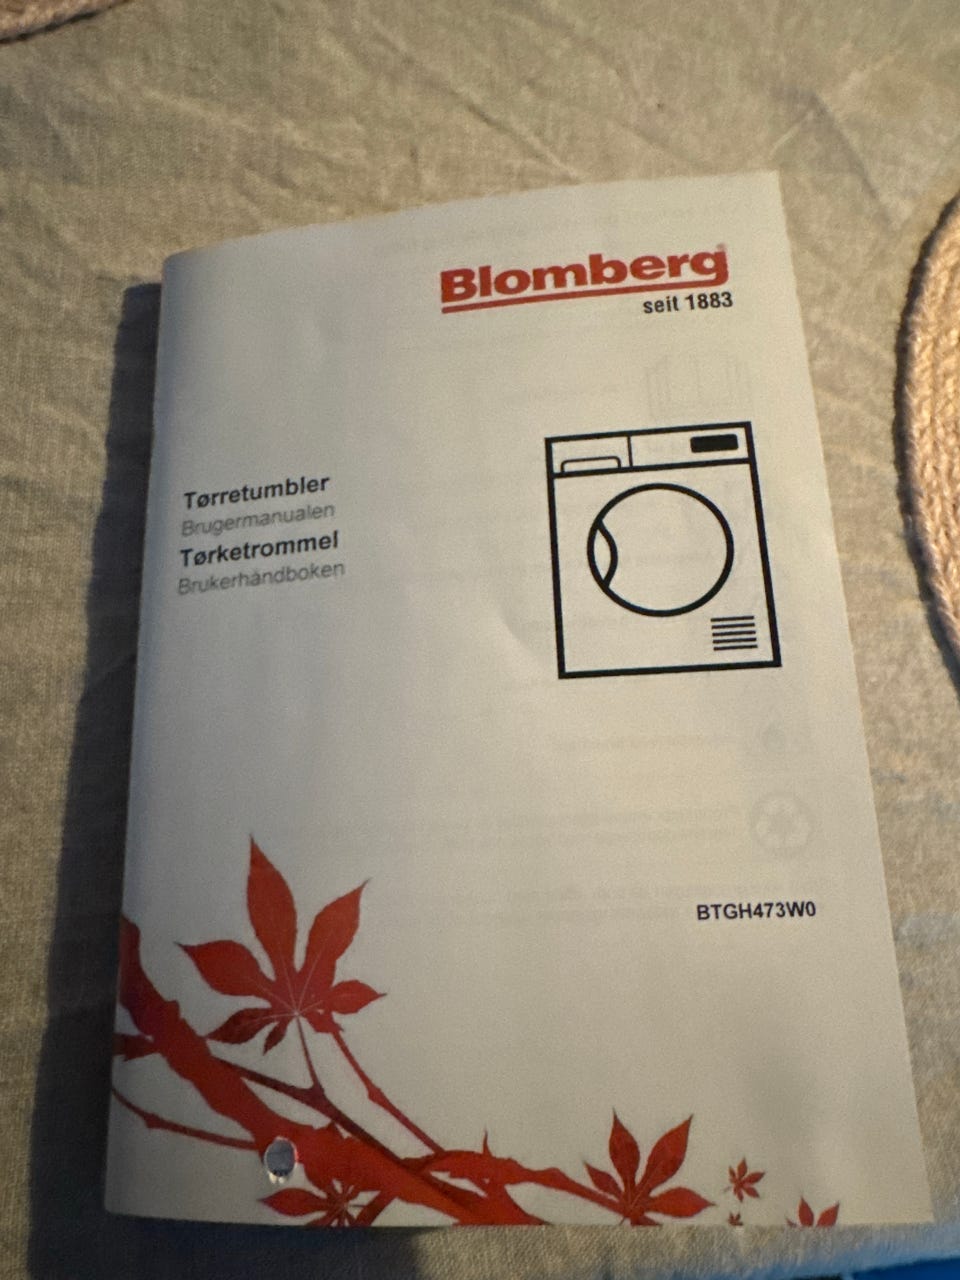 Blomberg
seit 1883
Tørretumbler
Brugermanualen
Tørketrommel
Brukerhåndboken
BTGH473W0